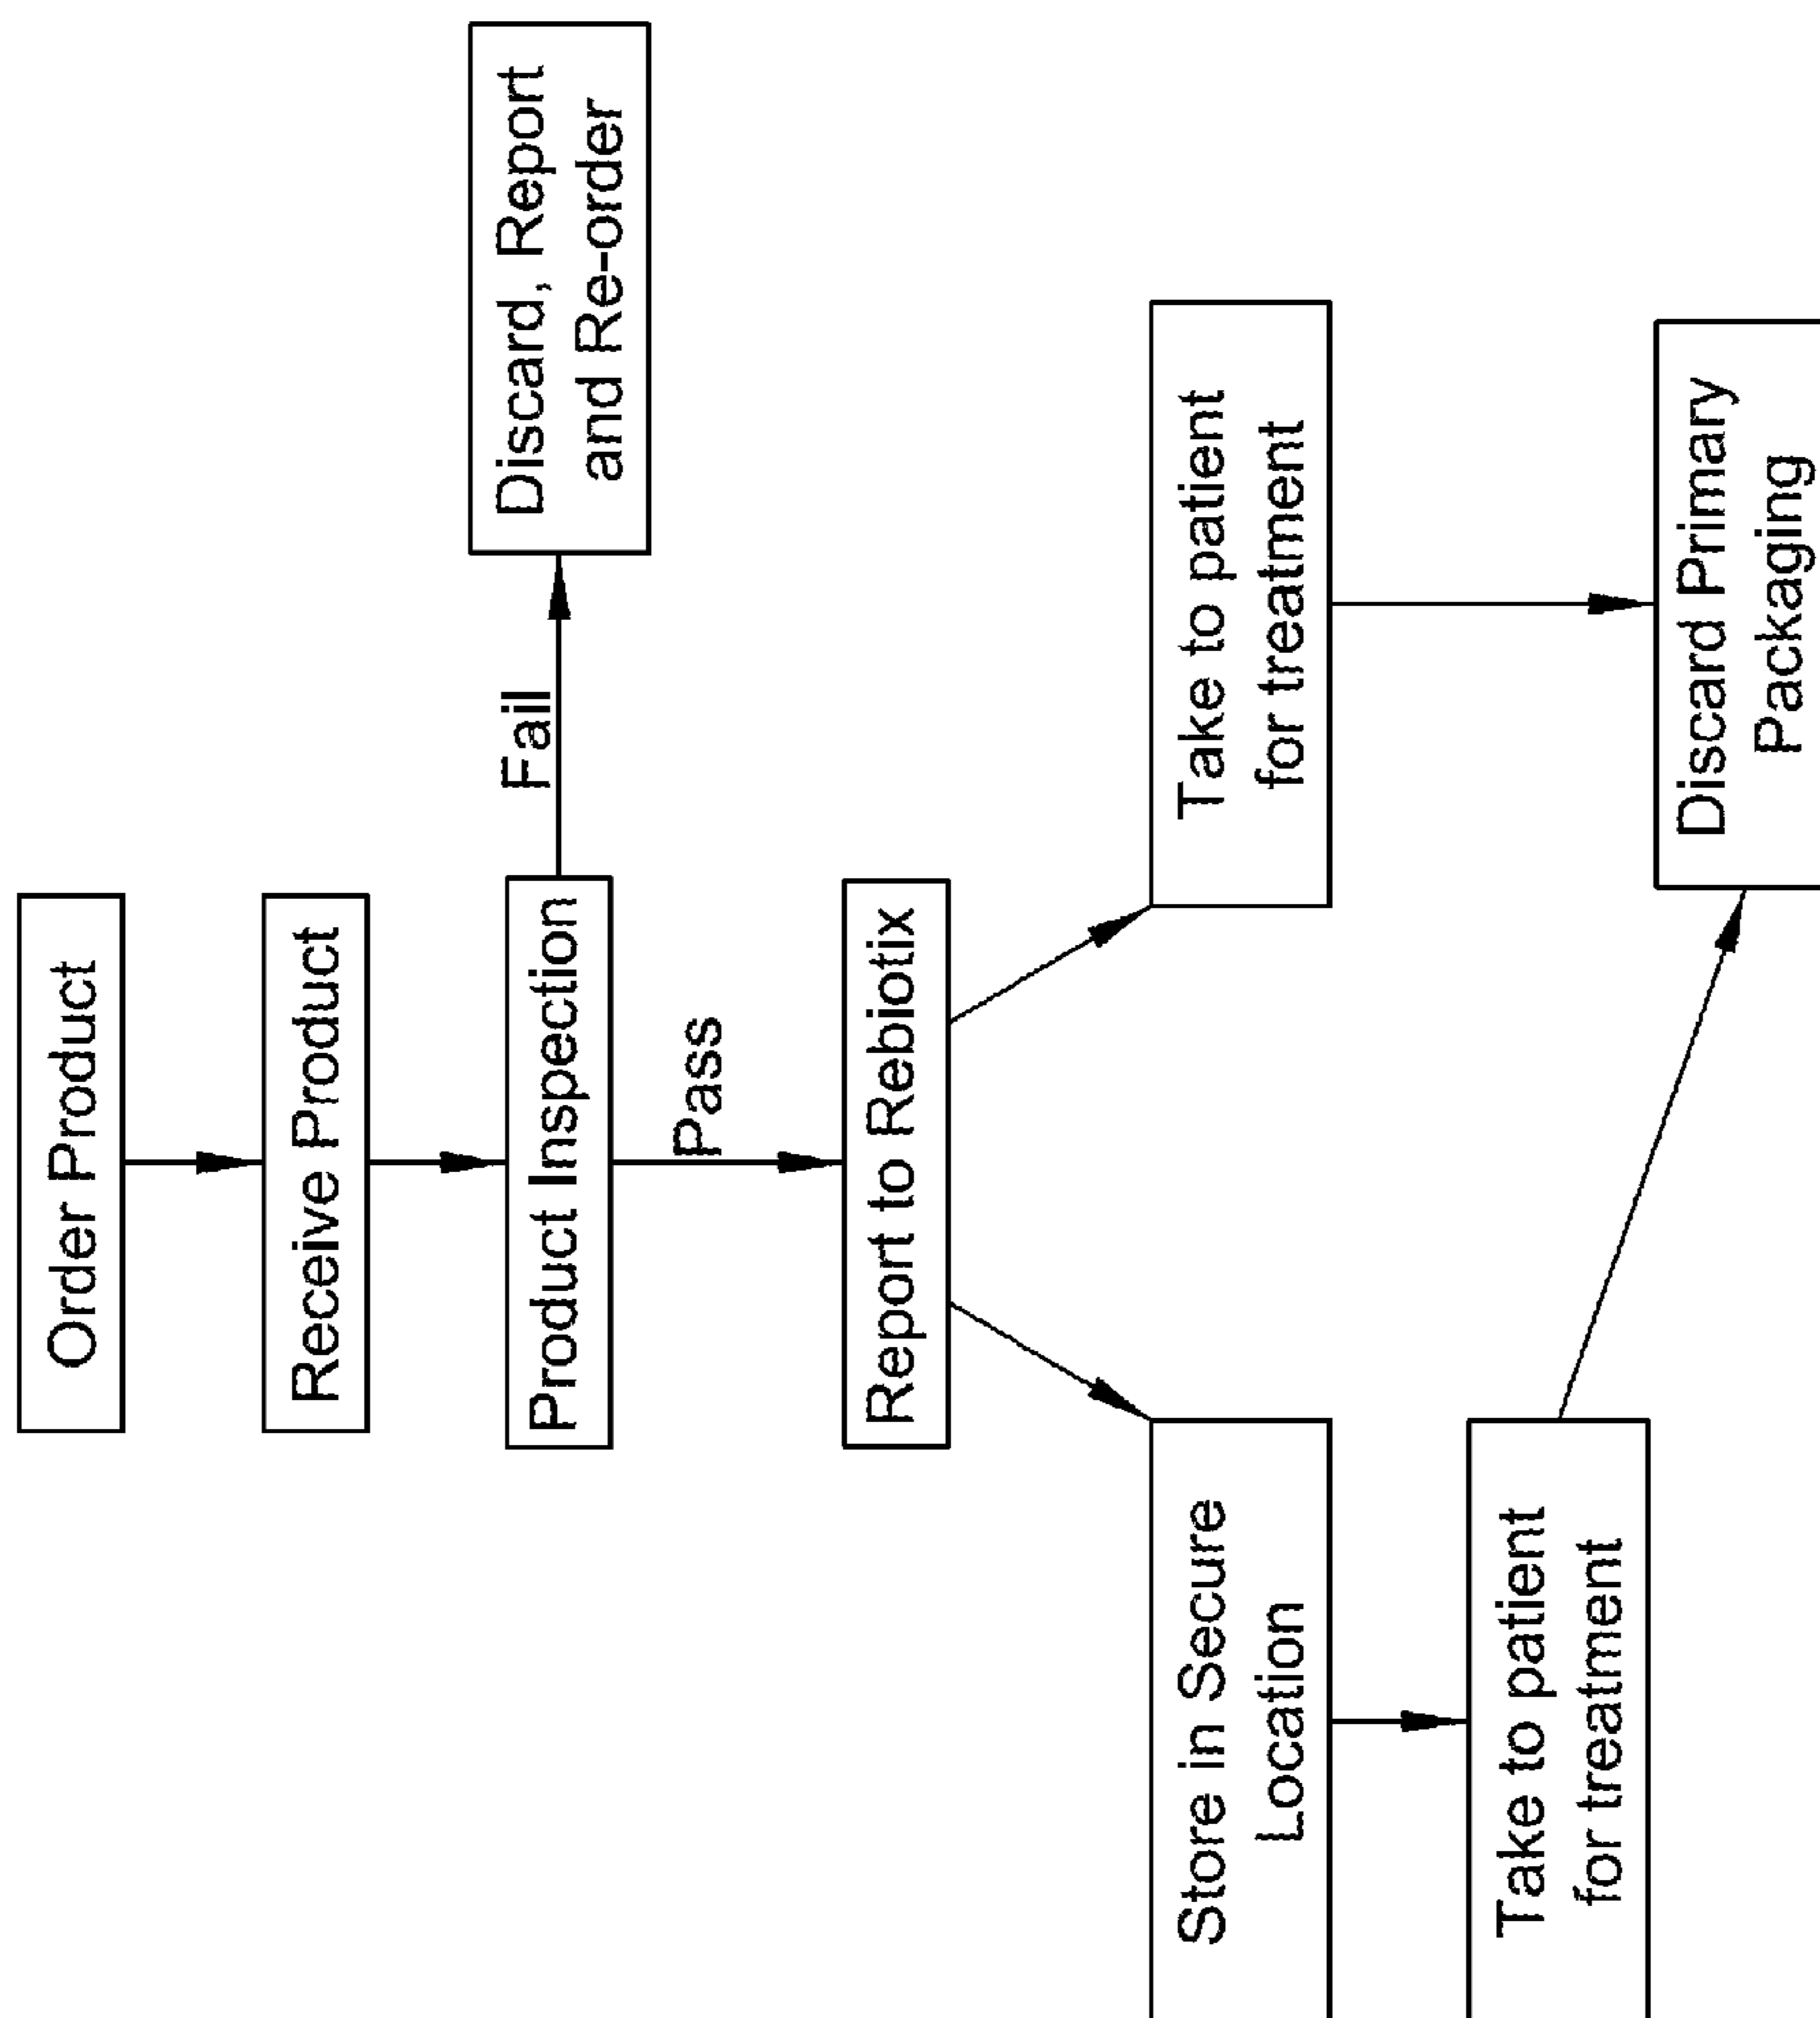 Order Product
Receive Product
Product Inspection
Fail
Discard, Report
and Re-order
Pass
Report to Rebiotix
Store in Secure
Location
Take to patient
for treatment
Take to patient
for treatment
Discard Primary
Packaging